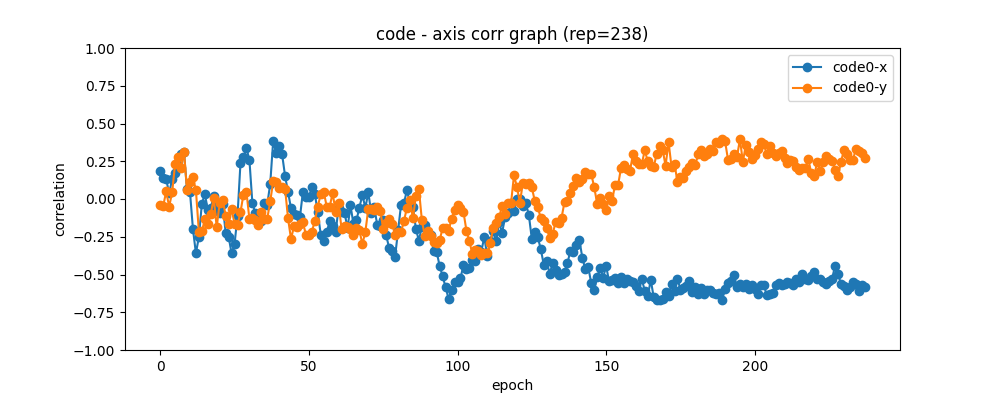 code - axis corr graph (rep=238)
1.00
0.75
0.50
0.25
0.00
−0.25
−0.50
−0.75
−1.00
correlation
code0-x
code0-y
0 50 100 150 200
epoch